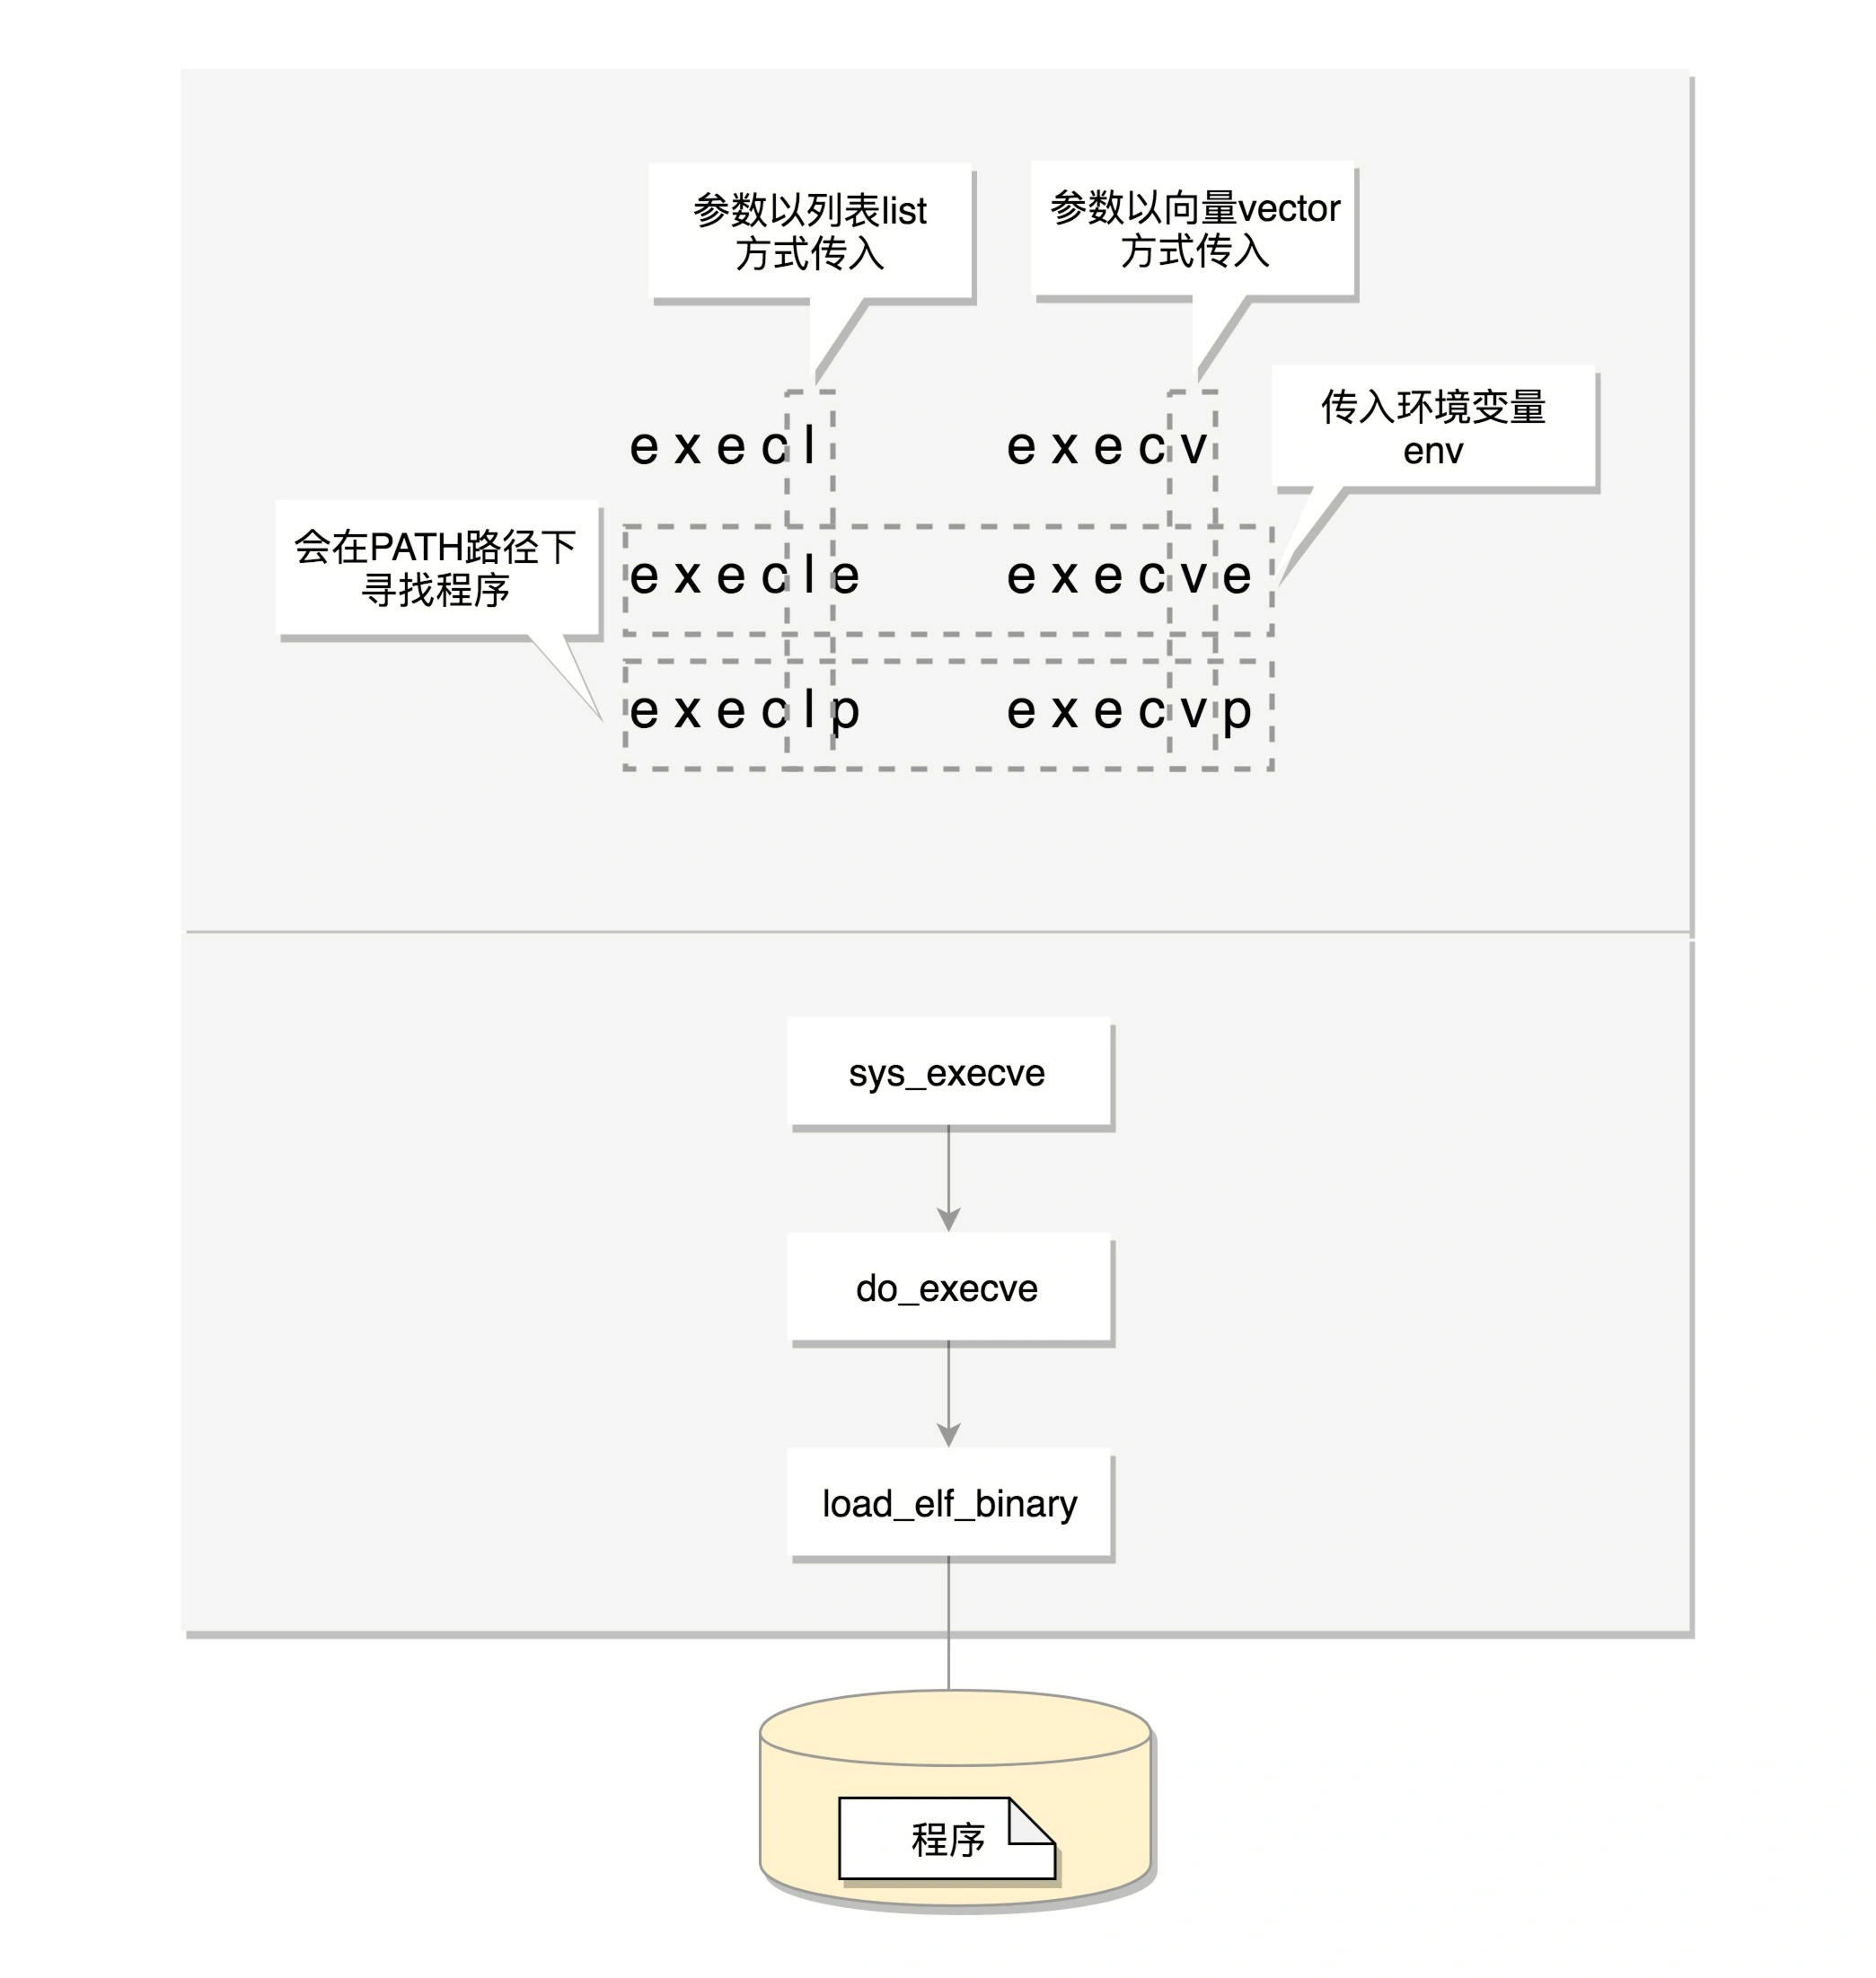 参数以列表list
方式传入
参数以向量vector
方式传入
传入环境变量
env
会在PATH路径下
寻找程序
execl
execv
execle
execve
execlp
execvp
sys_execve
do_execve
load_elf_binary
程序